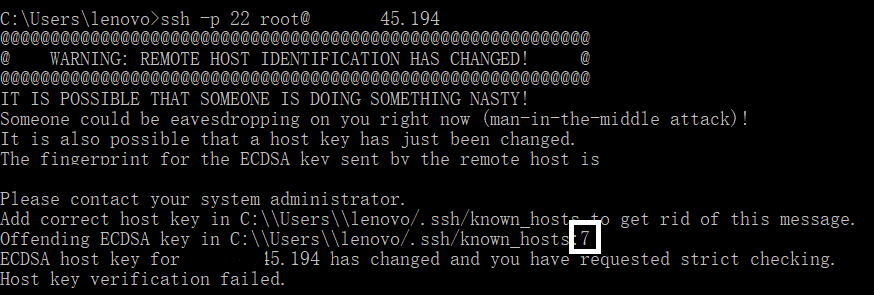 C:\Users\lenovo>ssh -p 22 root@ 45.194
@@@@@@@@@@@@@@@@@@@@@@@@@@@@@@@@@@@@@@@@@@@@@@@@@@@@@@@@@@@
@ WARNING: REMOTE HOST IDENTIFICATION HAS CHANGED! @
@@@@@@@@@@@@@@@@@@@@@@@@@@@@@@@@@@@@@@@@@@@@@@@@@@@@@@@@@@@
IT IS POSSIBLE THAT SOMEONE IS DOING SOMETHING NASTY!
Someone could be eavesdropping on you right now (man-in-the-middle attack)!
It is also possible that a host key has just been changed.
The fingerprint for the ECDSA key sent by the remote host is
Please contact your system administrator.
Add correct host key in C:\\Users\\lenovo/.ssh/known_hosts to get rid of this message.
Offending ECDSA key in C:\\Users\\lenovo/.ssh/known_hosts:7
ECDSA host key for 45.194 has changed and you have requested strict checking.
Host key verification failed.